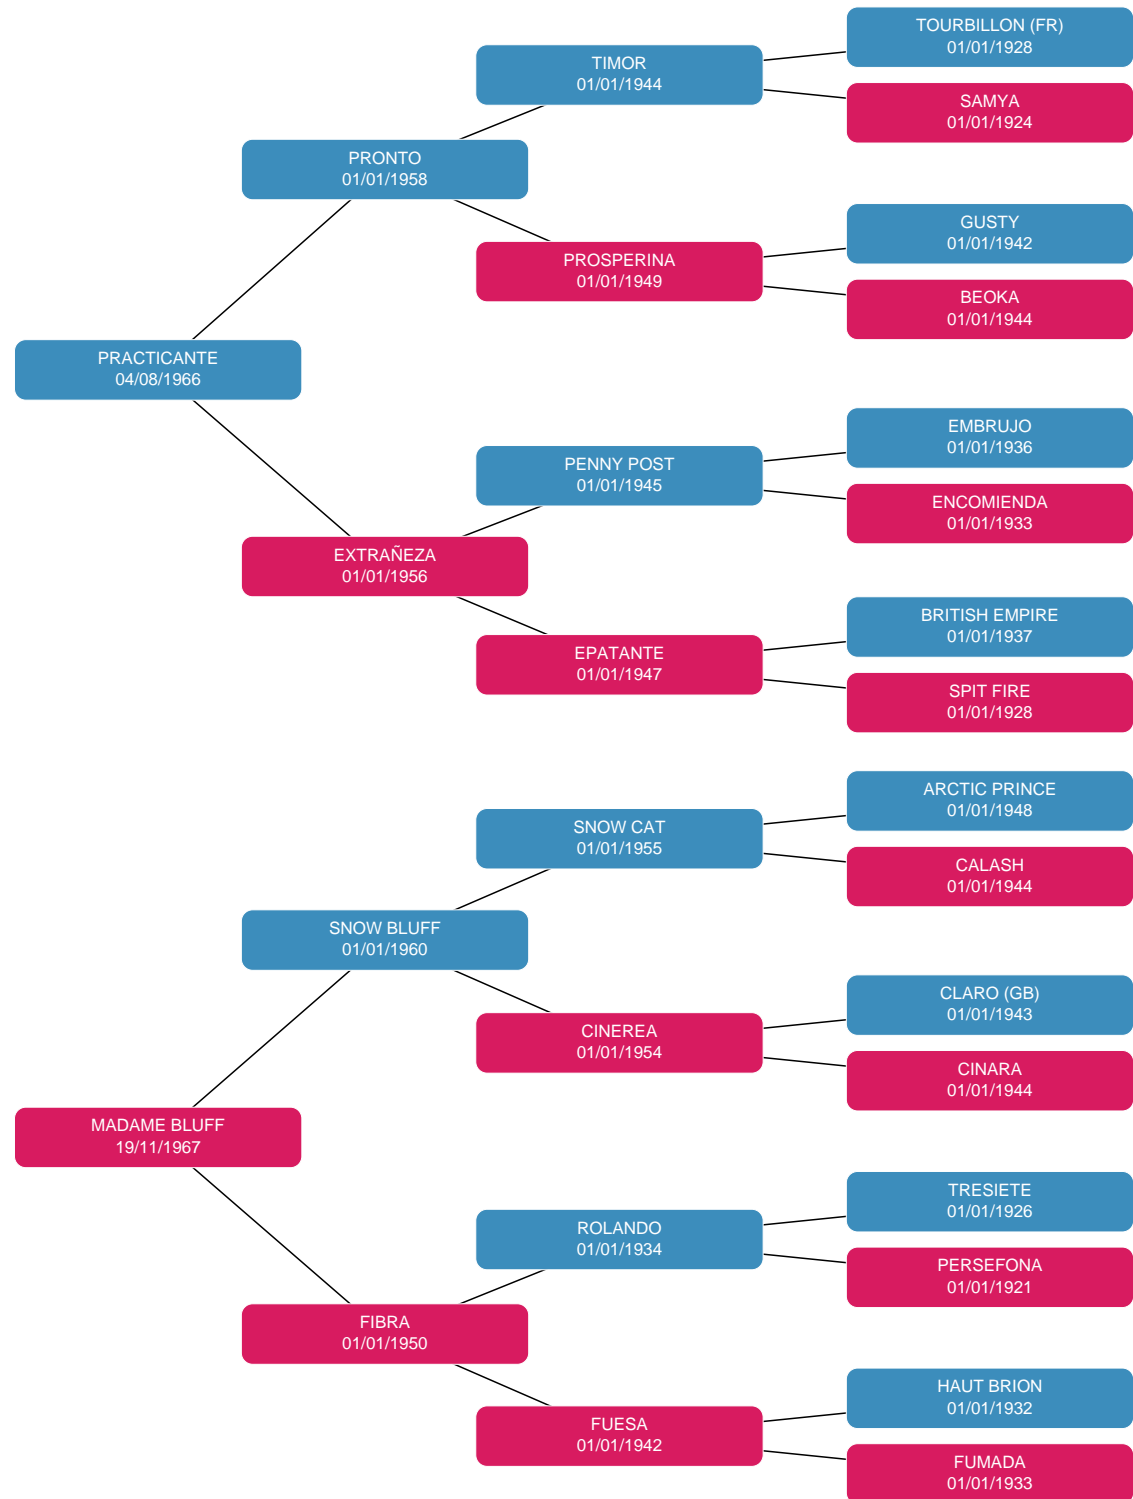 TOURBILLON (FR)
01/01/1928
TIMOR
01/01/1944
SAMYA
01/01/1924
PRONTO
01/01/1958
GUSTY
01/01/1942
PROSPERINA
01/01/1949
BEOKA
01/01/1944
PRACTICANTE
04/08/1966
EMBRUJO
01/01/1936
PENNY POST
01/01/1945
ENCOMIENDA
01/01/1933
EXTRAÑEZA
01/01/1956
BRITISH EMPIRE
01/01/1937
EPATANTE
01/01/1947
SPIT FIRE
01/01/1928
ARCTIC PRINCE
01/01/1948
SNOW CAT
01/01/1955
CALASH
01/01/1944
SNOW BLUFF
01/01/1960
CLARO (GB)
01/01/1943
CINEREA
01/01/1954
CINARA
01/01/1944
MADAME BLUFF
19/11/1967
TRESIETE
01/01/1926
ROLANDO
01/01/1934
PERSEFONA
01/01/1921
FIBRA
01/01/1950
HAUT BRION
01/01/1932
FUESA
01/01/1942
FUMADA
01/01/1933